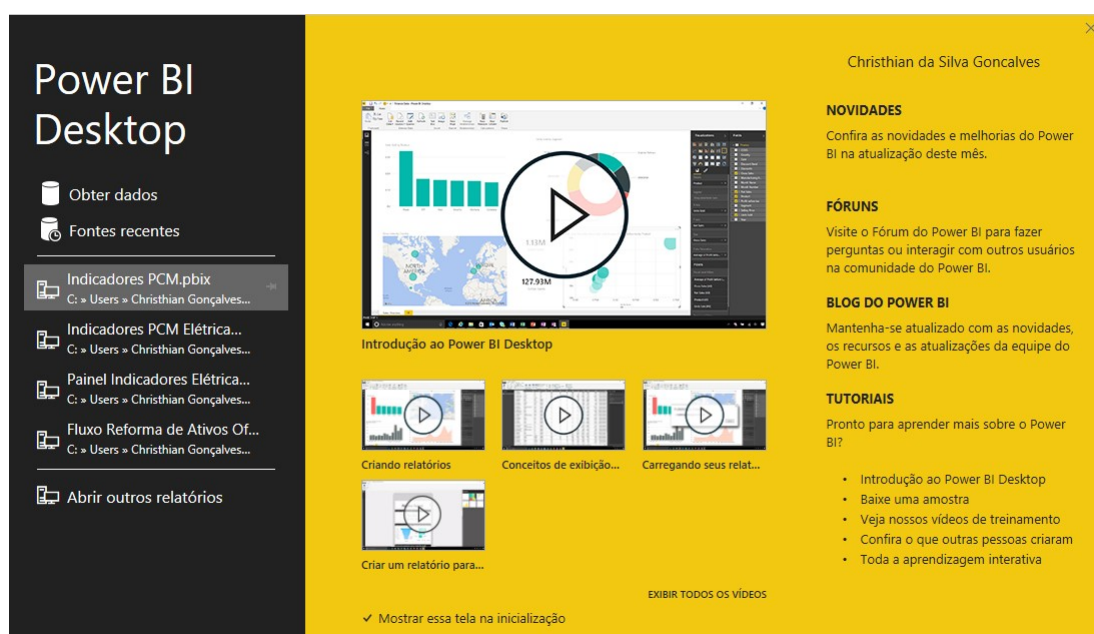 Power BI
Desktop
Obter dados
Fontes recentes
Indicadores PCM.pbix
C: » Users » Christhian Gonçalves...
Indicadores PCM Elétrica...
C: » Users » Christhian Gonçalves...
Painel Indicadores Elétrica...
C: » Users » Christhian Gonçalves...
Fluxo Reforma de Ativos Of...
C: » Users » Christhian Gonçalves...
Abrir outros relatórios
1.13M
127.93M
Introdução ao Power BI Desktop
Criando relatórios
Conceitos de exibição...
Carregando seus relat...
Criar um relatório para...
EXIBIR TODOS OS VÍDEOS
Mostrar essa tela na inicialização
Christhian da Silva Goncalves
NOVIDADES
Confira as novidades e melhorias do Power
BI na atualização deste mês.
FÓRUNS
Visite o Fórum do Power BI para fazer
perguntas ou interagir com outros usuários
na comunidade do Power BI.
BLOG DO POWER BI
Mantenha-se atualizado com as novidades,
os recursos e as atualizações da equipe do
Power BI.
TUTORIAIS
Pronto para aprender mais sobre o Power
BI?
• Introdução ao Power BI Desktop
• Baixe uma amostra
• Veja nossos vídeos de treinamento
• Confira o que outras pessoas criaram
• Toda a aprendizagem interativa